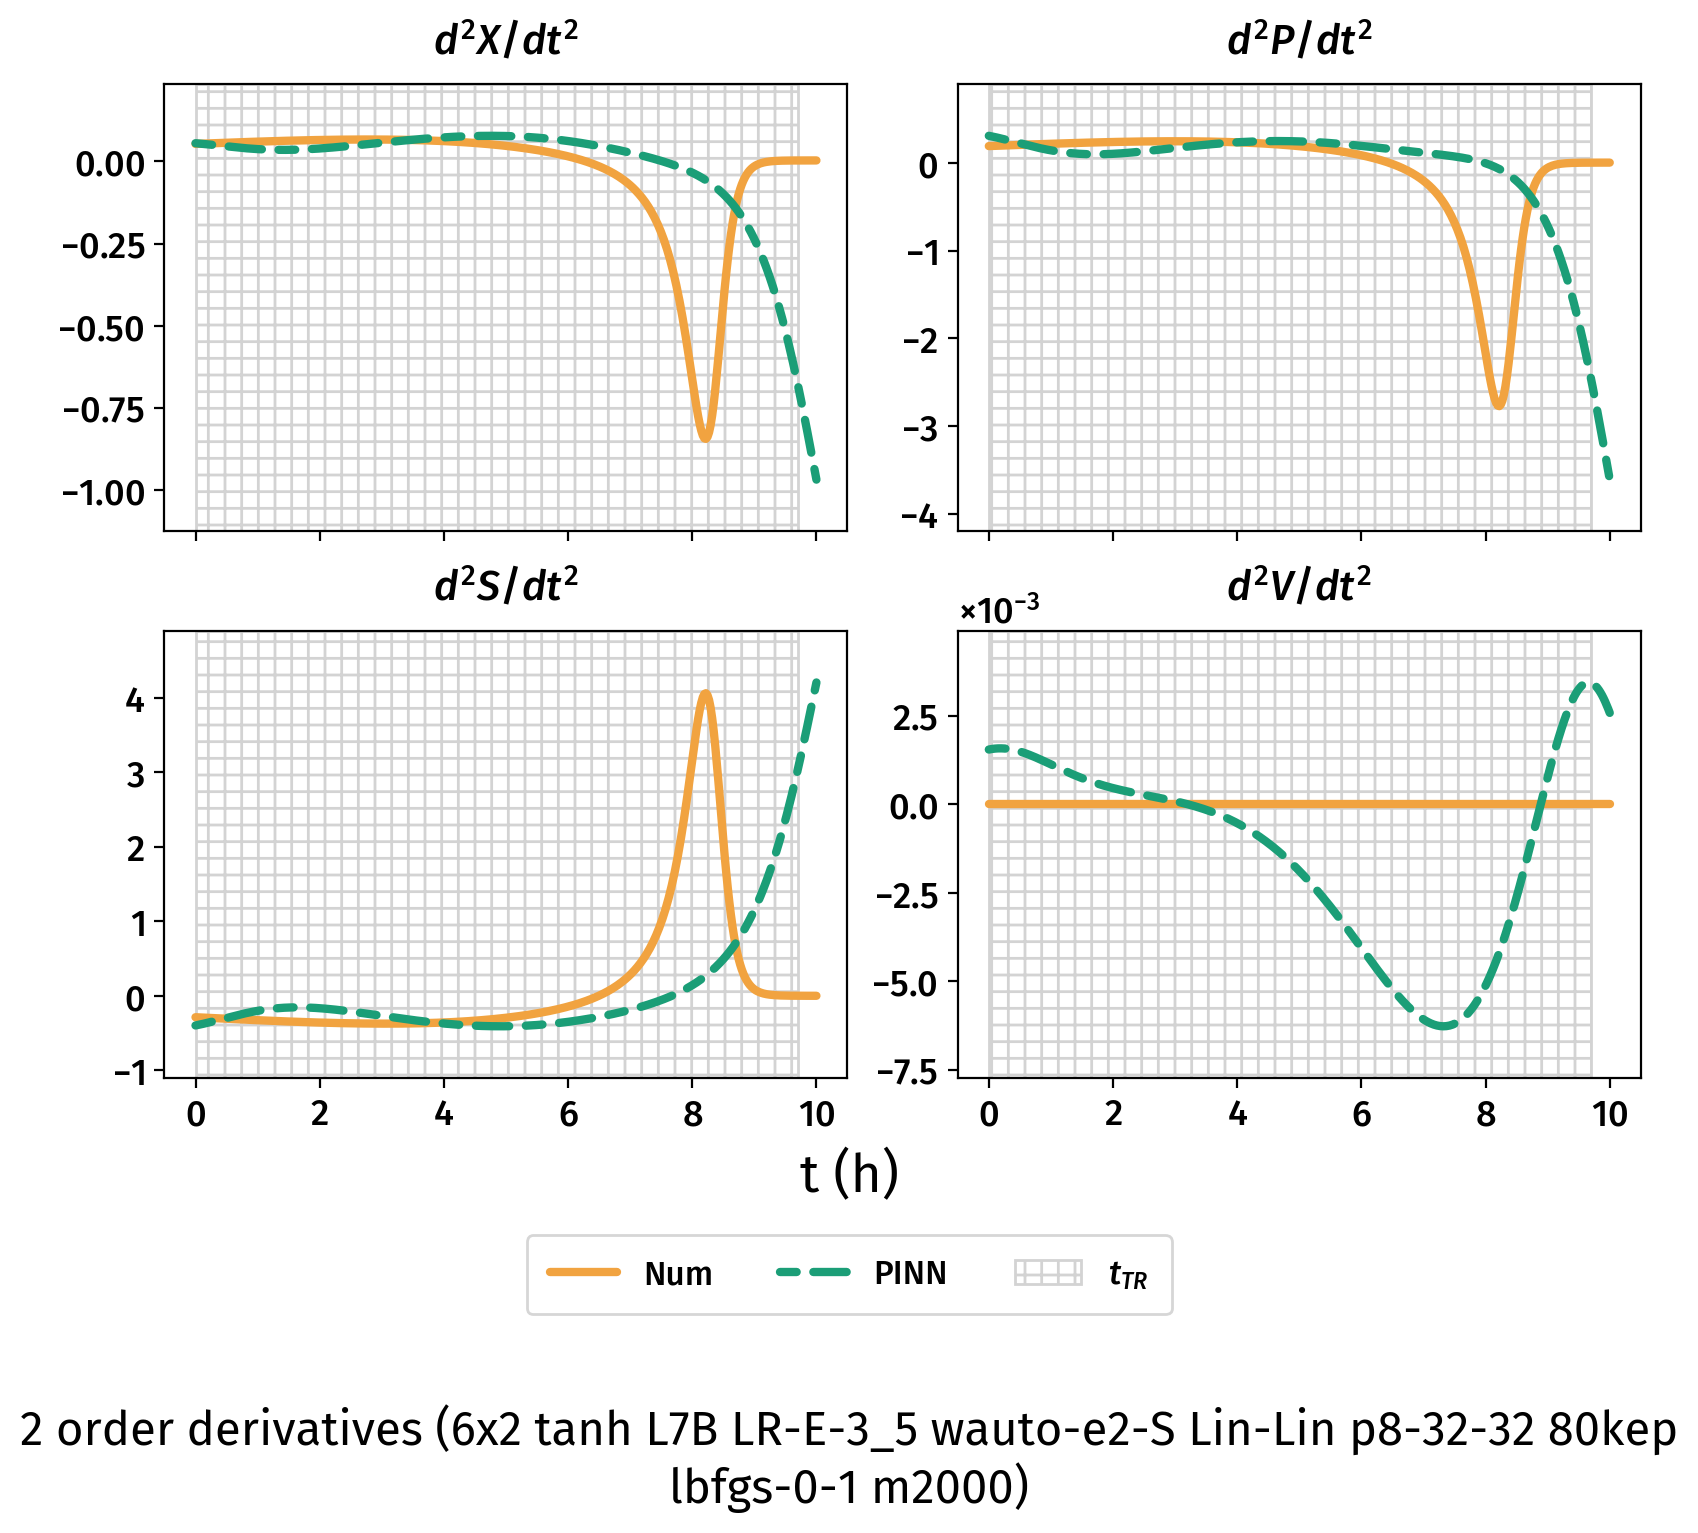 d²X/dt²
d²P/dt²
0.00
−0.25
−0.50
−0.75
−1.00
0
−1
−2
−3
−4
d²S/dt²
d²V/dt²
×10⁻³
4
3
2
1
0
−1
2.5
0.0
−2.5
−5.0
−7.5
0 2 4 6 8 10
0 2 4 6 8 10
t (h)
Num PINN t_TR
2 order derivatives (6x2 tanh L7B LR-E-3_5 wauto-e2-S Lin-Lin p8-32-32 80kep
lbfgs-0-1 m2000)